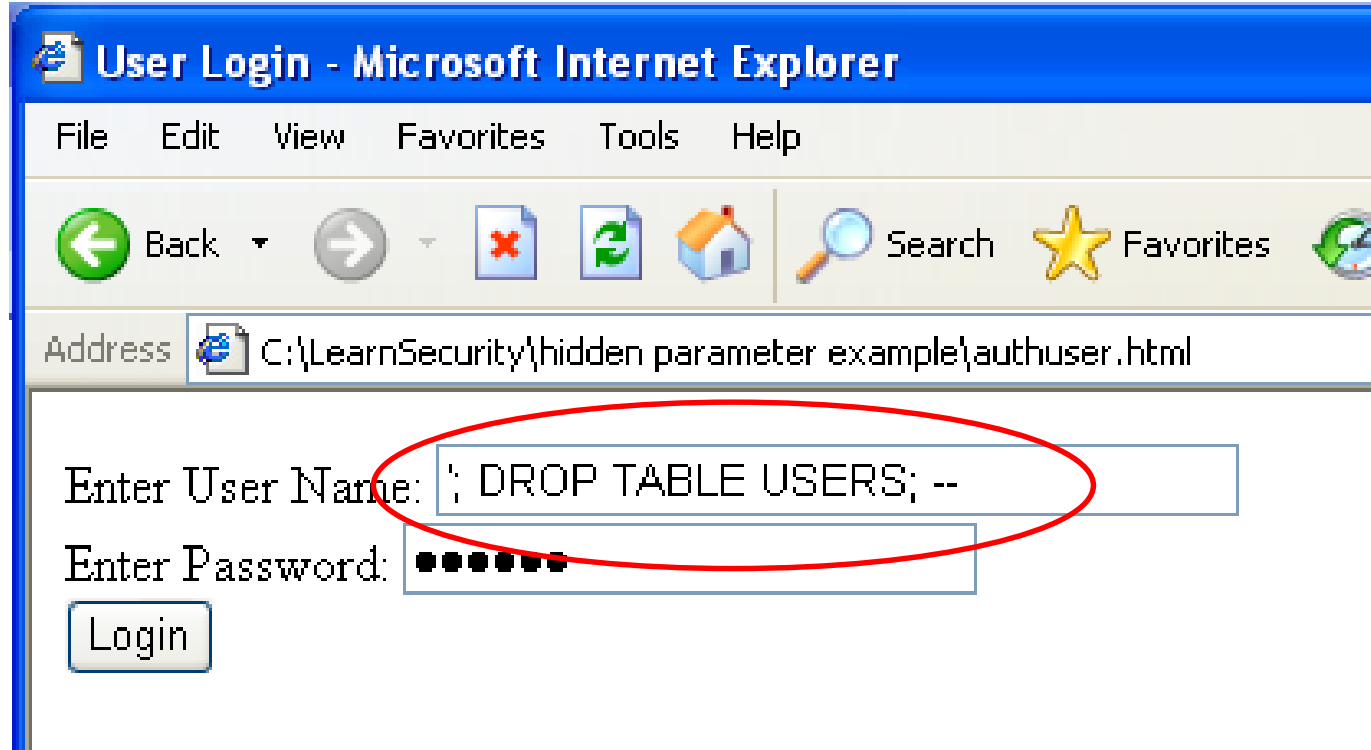 User Login - Microsoft Internet Explorer
File Edit View Favorites Tools Help
Back Search Favorites
Address C:\LearnSecurity\hidden parameter example\authuser.html
Enter User Name: '; DROP TABLE USERS; --
Enter Password: ●●●●●●
Login